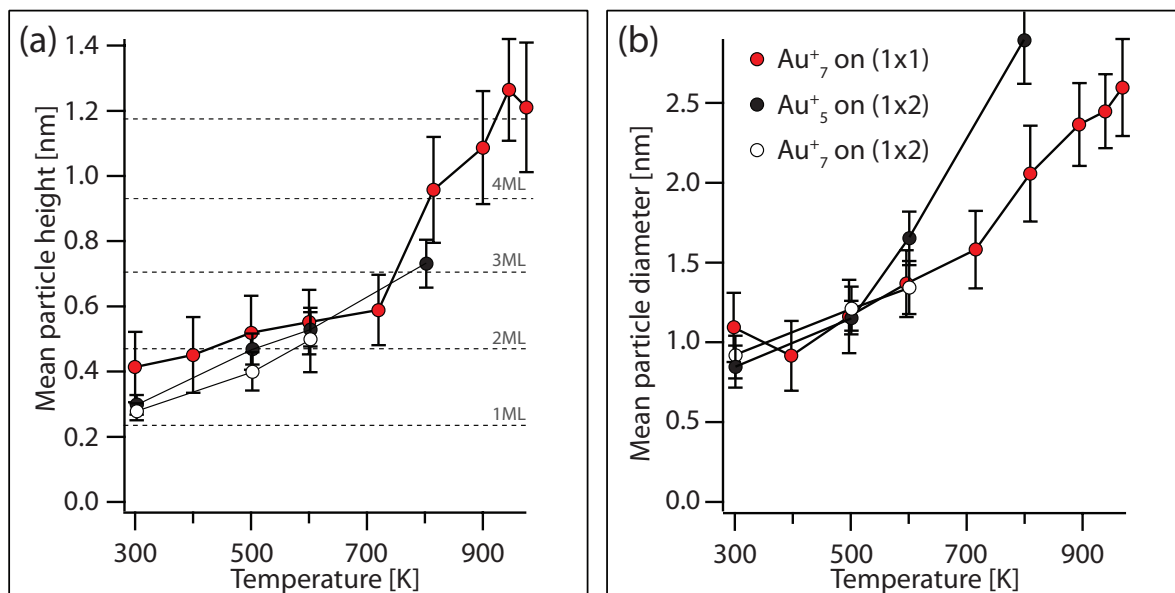 (a)
1.4
1.2
1.0
0.8
0.6
0.4
0.2
0.0
Mean particle height [nm]
4ML
3ML
2ML
1ML
300
500
700
900
Temperature [K]
(b)
Au⁺₇ on (1x1)
Au⁺₅ on (1x2)
Au⁺₇ on (1x2)
2.5
2.0
1.5
1.0
0.5
0.0
Mean particle diameter [nm]
300
500
700
900
Temperature [K]